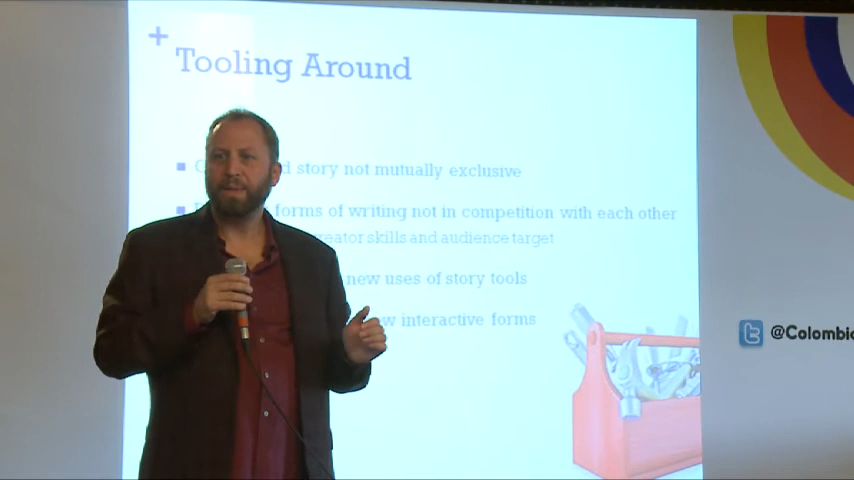 +
Tooling Around
story not mutually exclusive
forms of writing not in competition with each other
skills and audience target
new uses of story tools
interactive forms
@Colombi